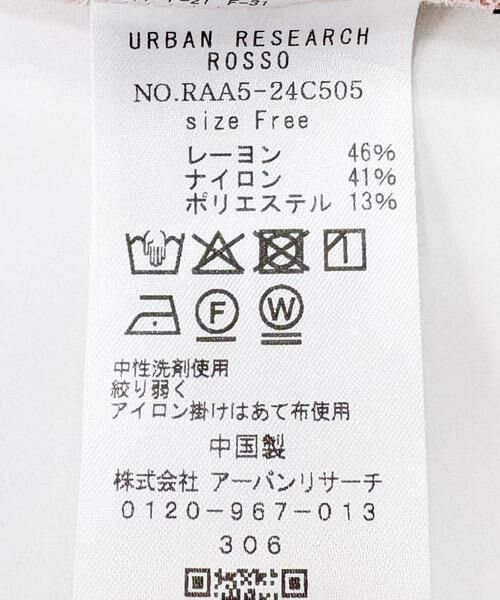 URBAN RESEARCH
ROSSO
NO.RAA5-24C505
size Free
レーヨン 46%
ナイロン 41%
ポリエステル 13%
F W
中性洗剤使用
絞り弱く
アイロン掛けはあて布使用
中国製
株式会社 アーバンリサーチ
0120-967-013
306